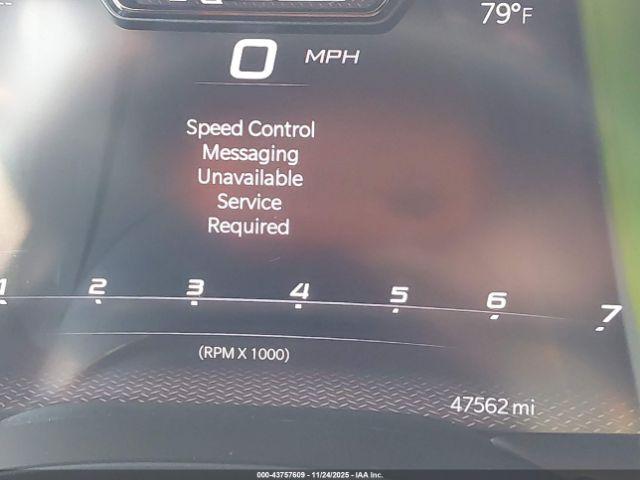 79°F
0 MPH
Speed Control
Messaging
Unavailable
Service
Required
1 2 3 4 5 6 7
(RPM X 1000)
47562 mi
000-43757609 - 11/24/2025 - IAA Inc.